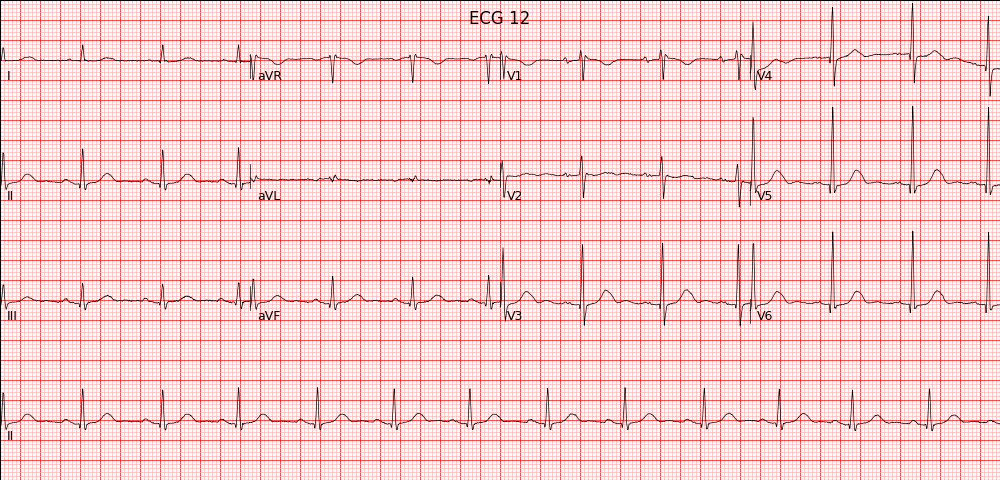 ECG 12
I aVR V1 V4
II aVL V2 V5
III aVF V3 V6
II